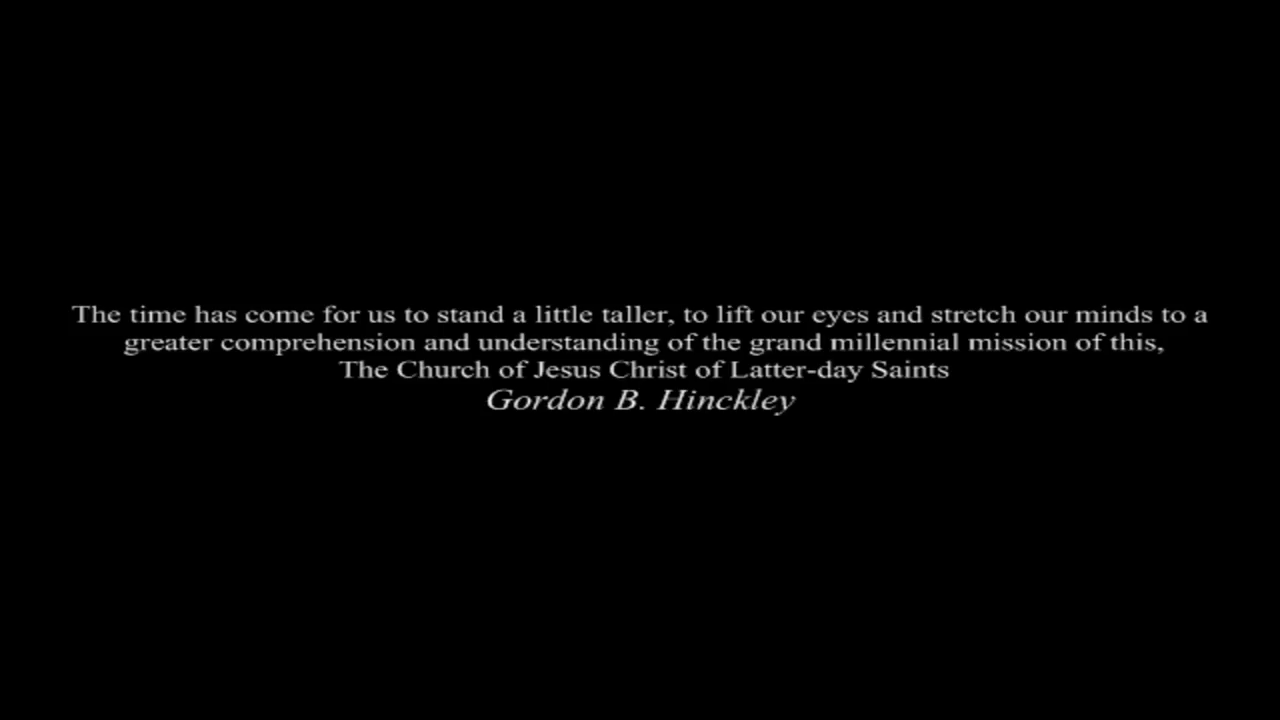 The time has come for us to stand a little taller, to lift our eyes and stretch our minds to a
greater comprehension and understanding of the grand millennial mission of this,
The Church of Jesus Christ of Latter-day Saints
Gordon B. Hinckley